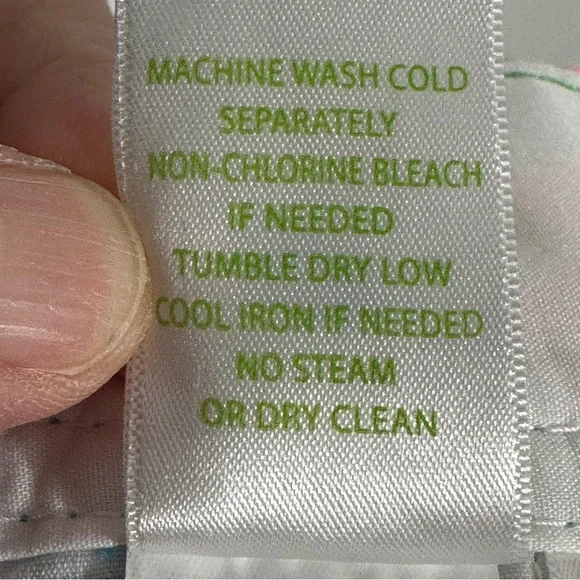 MACHINE WASH COLD
SEPARATELY
NON-CHLORINE BLEACH
IF NEEDED
TUMBLE DRY LOW
COOL IRON IF NEEDED
NO STEAM
OR DRY CLEAN